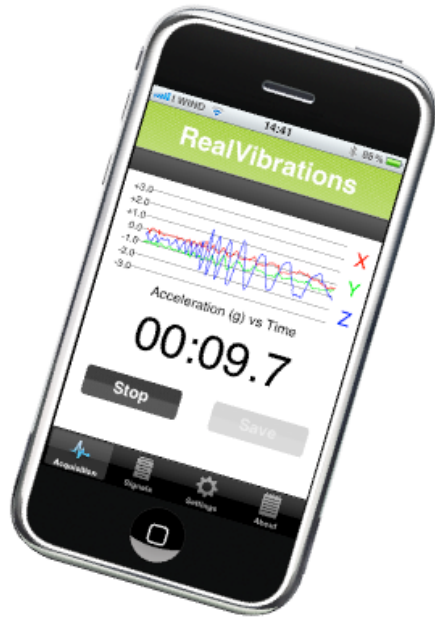 I WIND 14:41 98%
RealVibrations
+3.0
+2.0
+1.0
0.0
-1.0
-2.0
-3.0
X
Y
Z
Acceleration (g) vs Time
00:09.7
Stop
Save
Acquisition
Signals
Settings
About